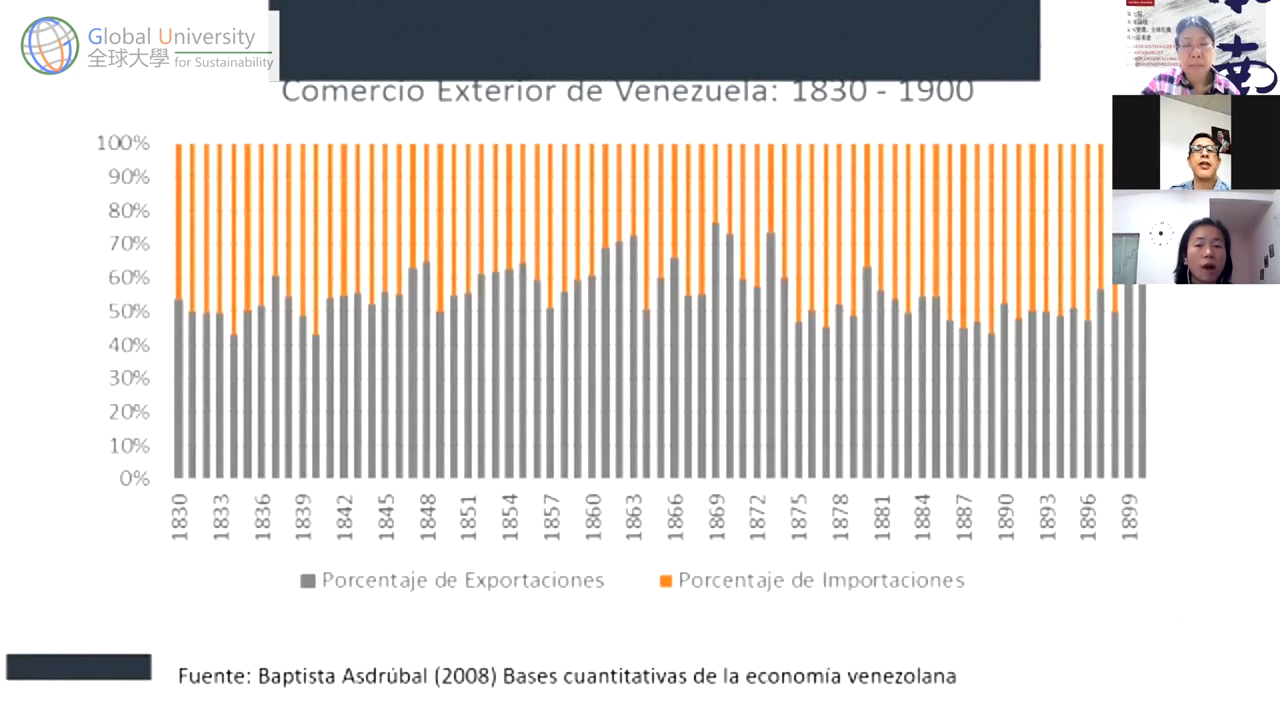 Global University
全球大學 for Sustainability
Comercio Exterior de Venezuela: 1830 - 1900
100%
90%
80%
70%
60%
50%
40%
30%
20%
10%
0%
1830 1833 1836 1839 1842 1845 1848 1851 1854 1857 1860 1863 1866 1869 1872 1875 1878 1881 1884 1887 1890 1893 1896 1899
Porcentaje de Exportaciones Porcentaje de Importaciones
Fuente: Baptista Asdrúbal (2008) Bases cuantitativas de la economía venezolana
南